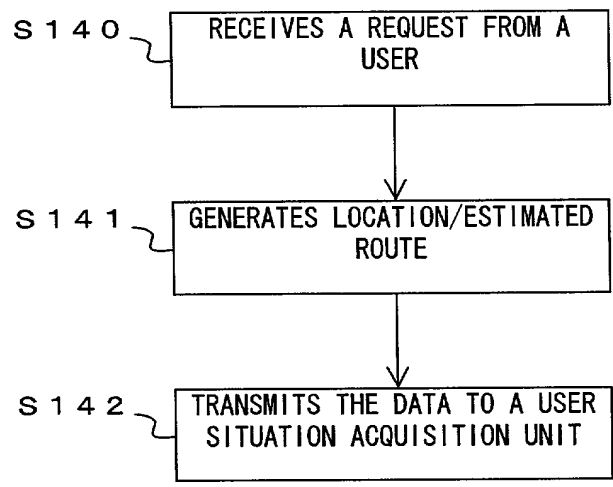 S140
RECEIVES A REQUEST FROM A
USER
S141
GENERATES LOCATION/ESTIMATED
ROUTE
S142
TRANSMITS THE DATA TO A USER
SITUATION ACQUISITION UNIT